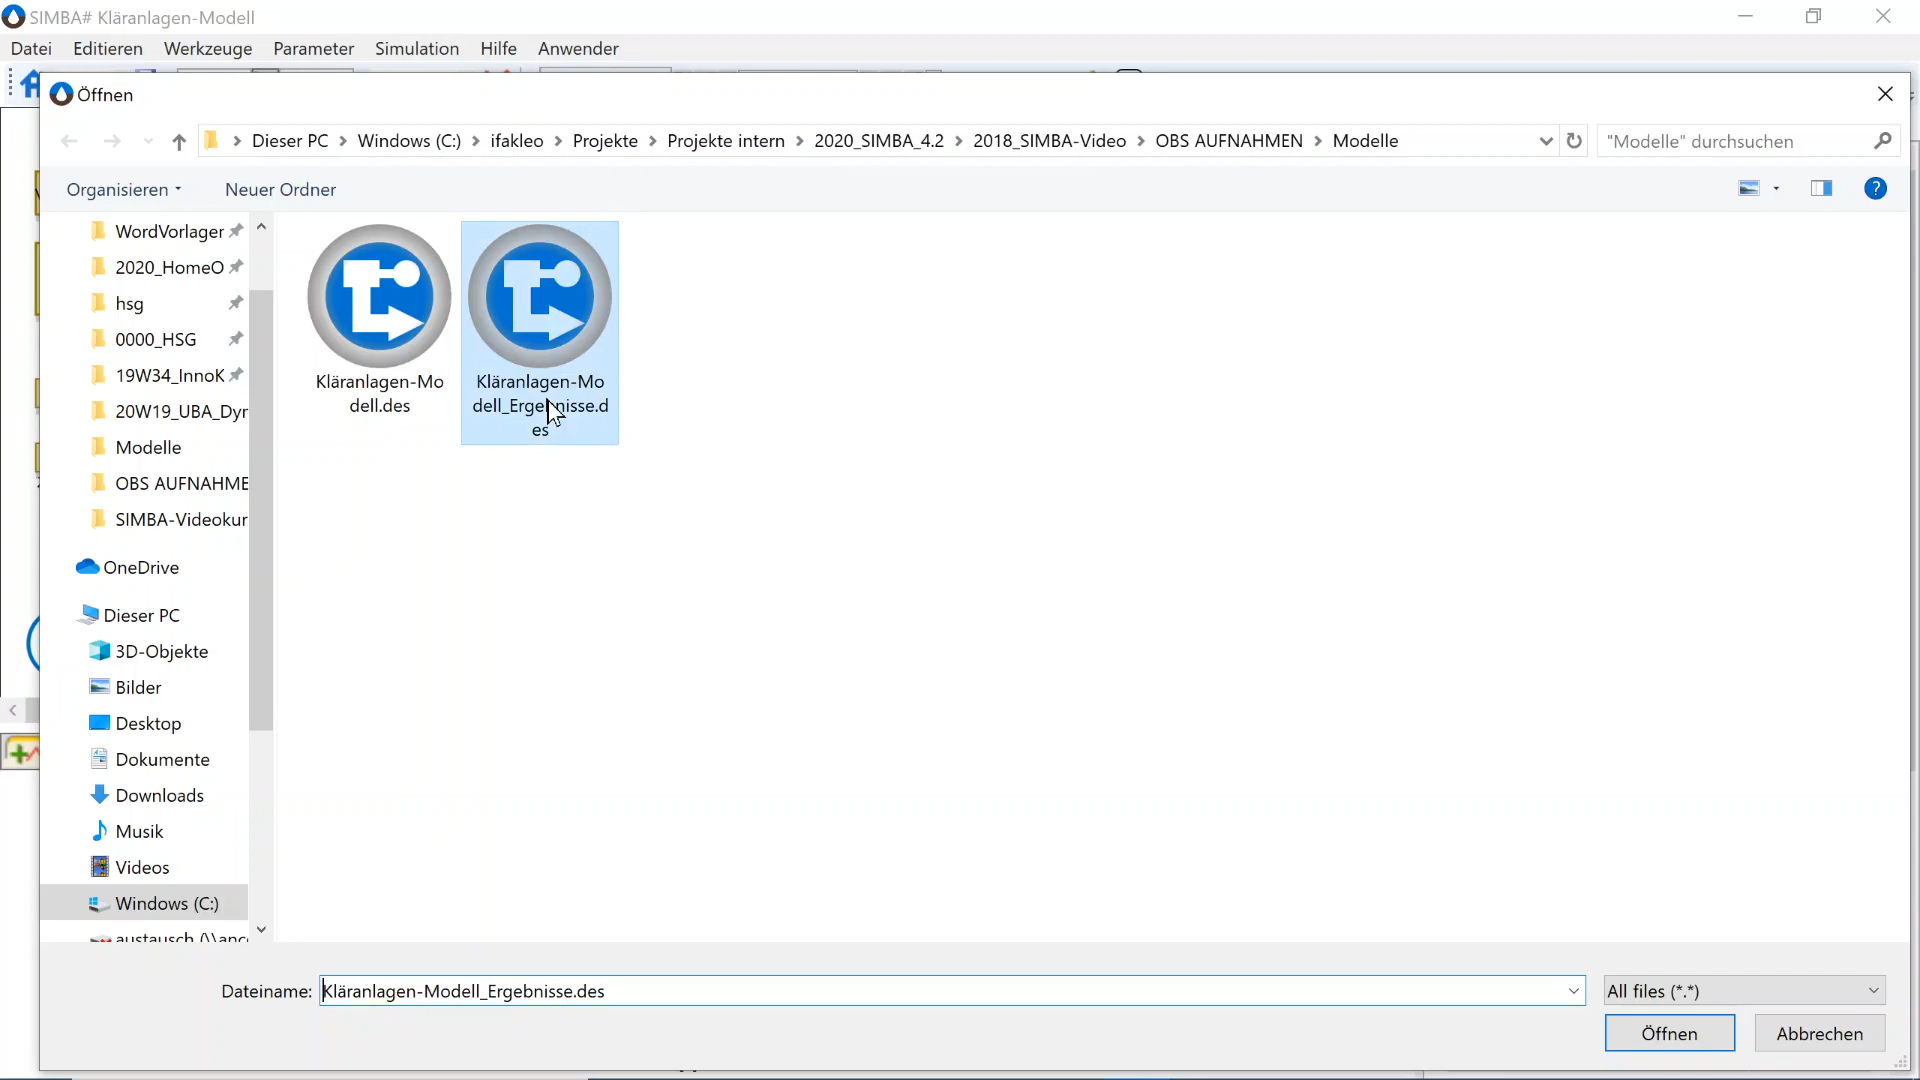 SIMBA# Kläranlagen-Modell
Datei Editieren Werkzeuge Parameter Simulation Hilfe Anwender
Öffnen
Dieser PC Windows (C:) ifakleo Projekte Projekte intern 2020_SIMBA_4.2 2018_SIMBA-Video OBS AUFNAHMEN Modelle
"Modelle" durchsuchen
Organisieren Neuer Ordner
?
WordVorlager
2020_HomeO
hsg
0000_HSG
19W34_InnoK
20W19_UBA_Dyr
Modelle
OBS AUFNAHME
SIMBA-Videokur
OneDrive
Dieser PC
3D-Objekte
Bilder
Desktop
Dokumente
Downloads
Musik
Videos
Windows (C:)
austausch (\\anc
Kläranlagen-Mo
dell.des
Kläranlagen-Mo
dell_Ergebnisse.d
es
Dateiname: Kläranlagen-Modell_Ergebnisse.des
All files (*.*)
Öffnen Abbrechen